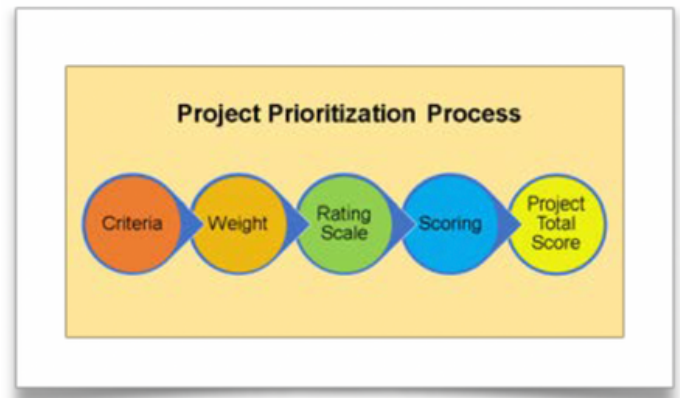 Project Prioritization Process
Criteria
Weight
Rating
Scale
Scoring
Project
Total
Score